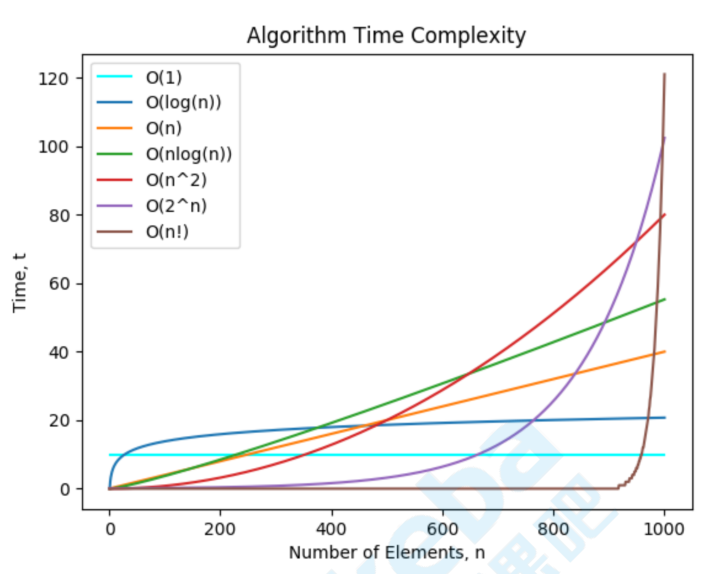 Algorithm Time Complexity
O(1)
O(log(n))
O(n)
O(nlog(n))
O(n^2)
O(2^n)
O(n!)
120
100
80
60
40
20
0
Time, t
0 200 400 600 800 1000
Number of Elements, n